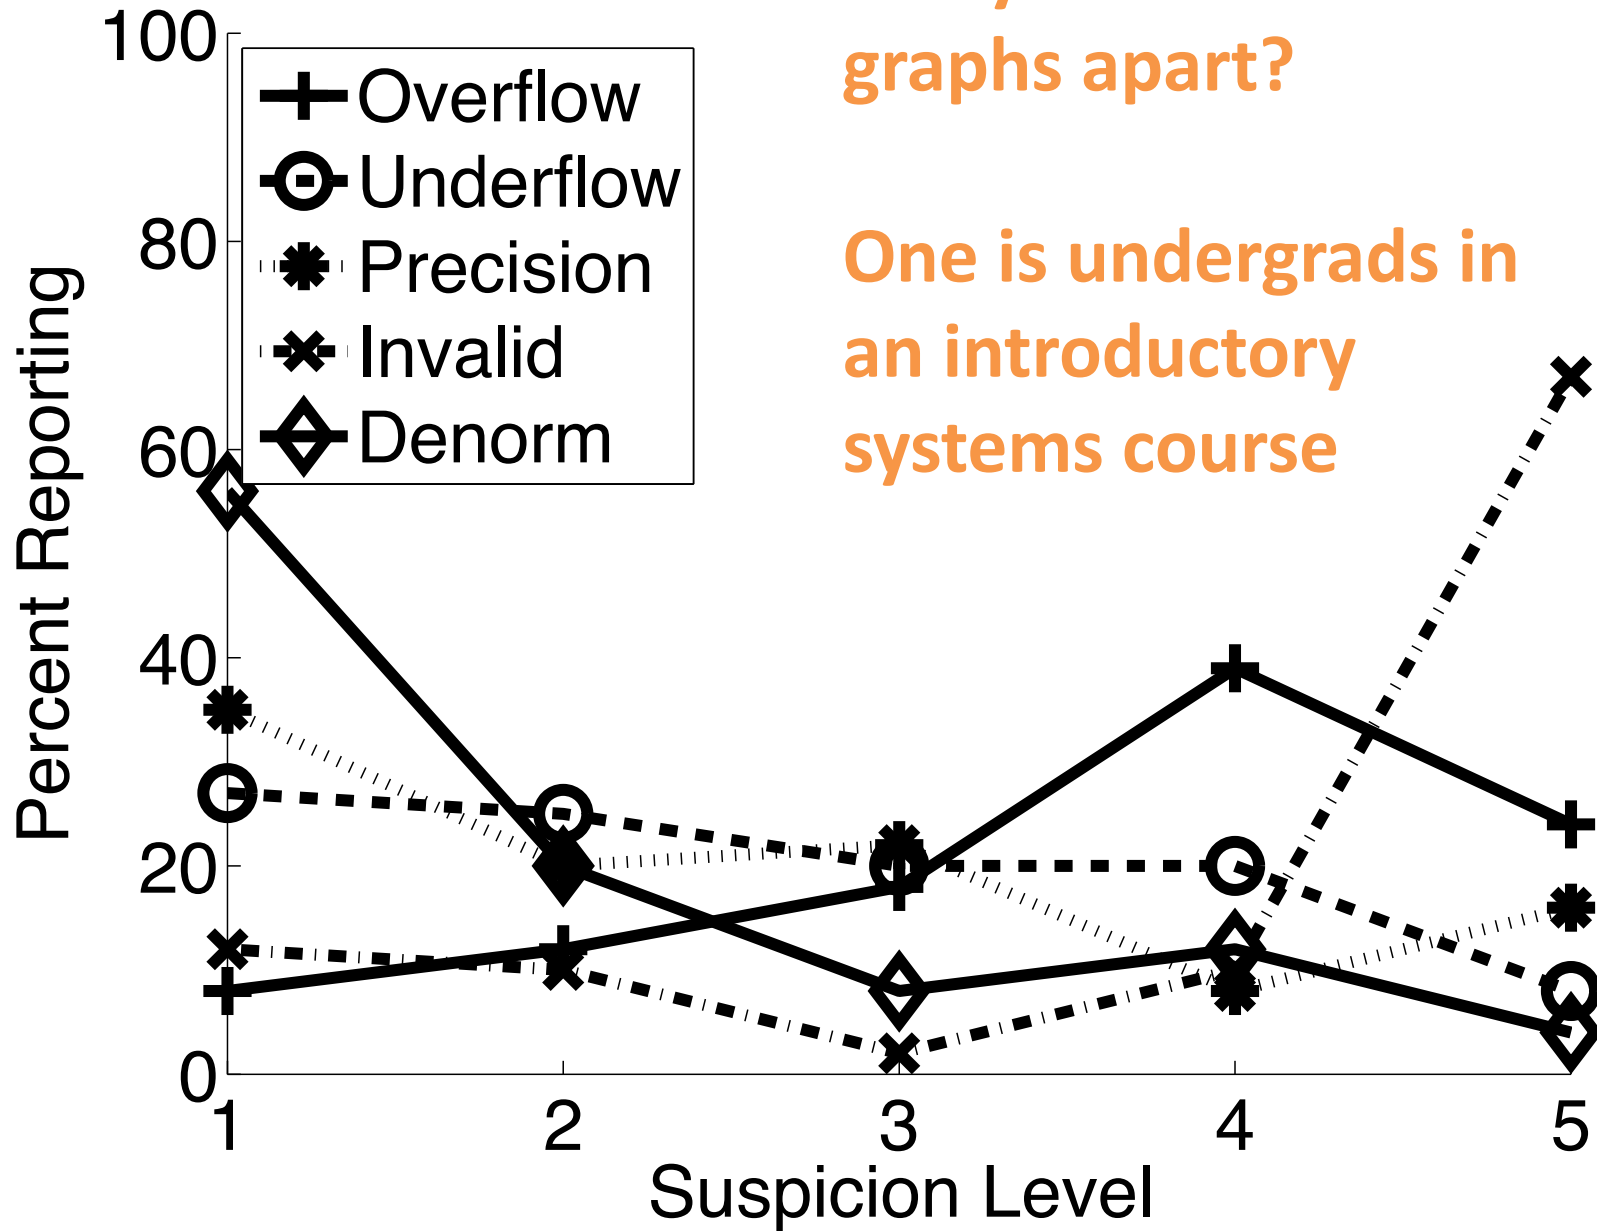 graphs apart?
One is undergrads in
an introductory
systems course
100
80
60
40
20
0
Percent Reporting
Overflow
Underflow
Precision
Invalid
Denorm
1 2 3 4 5
Suspicion Level